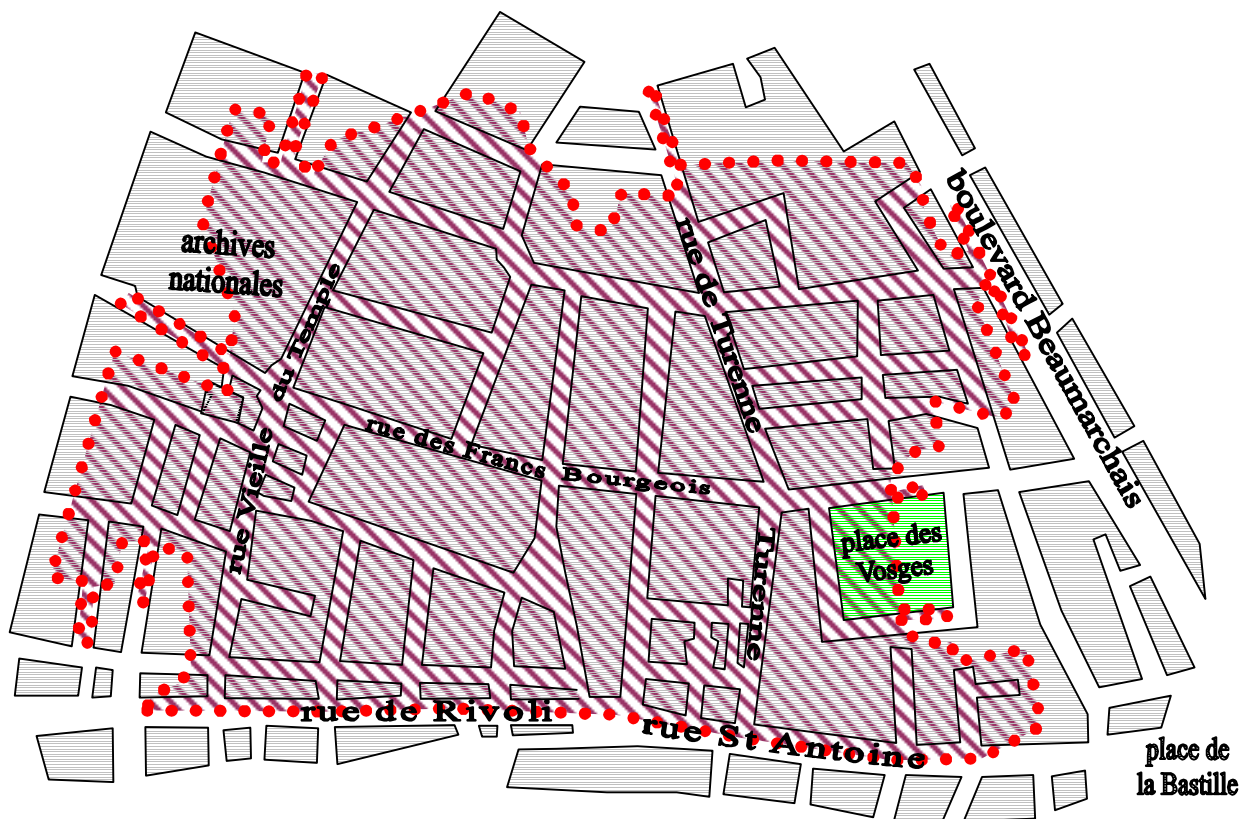 boulevard Beaumarchais
archives
nationales
rue de Turenne
rue Vieille du Temple
rue des Francs Bourgeois
place des
Vosges
Turenne
rue de Rivoli
rue St Antoine
place de
la Bastille